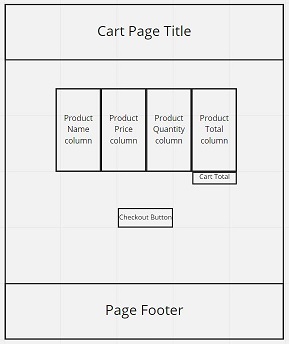 Cart Page Title
Product Name column
Product Price column
Product Quantity column
Product Total column
Cart Total
Checkout Button
Page Footer